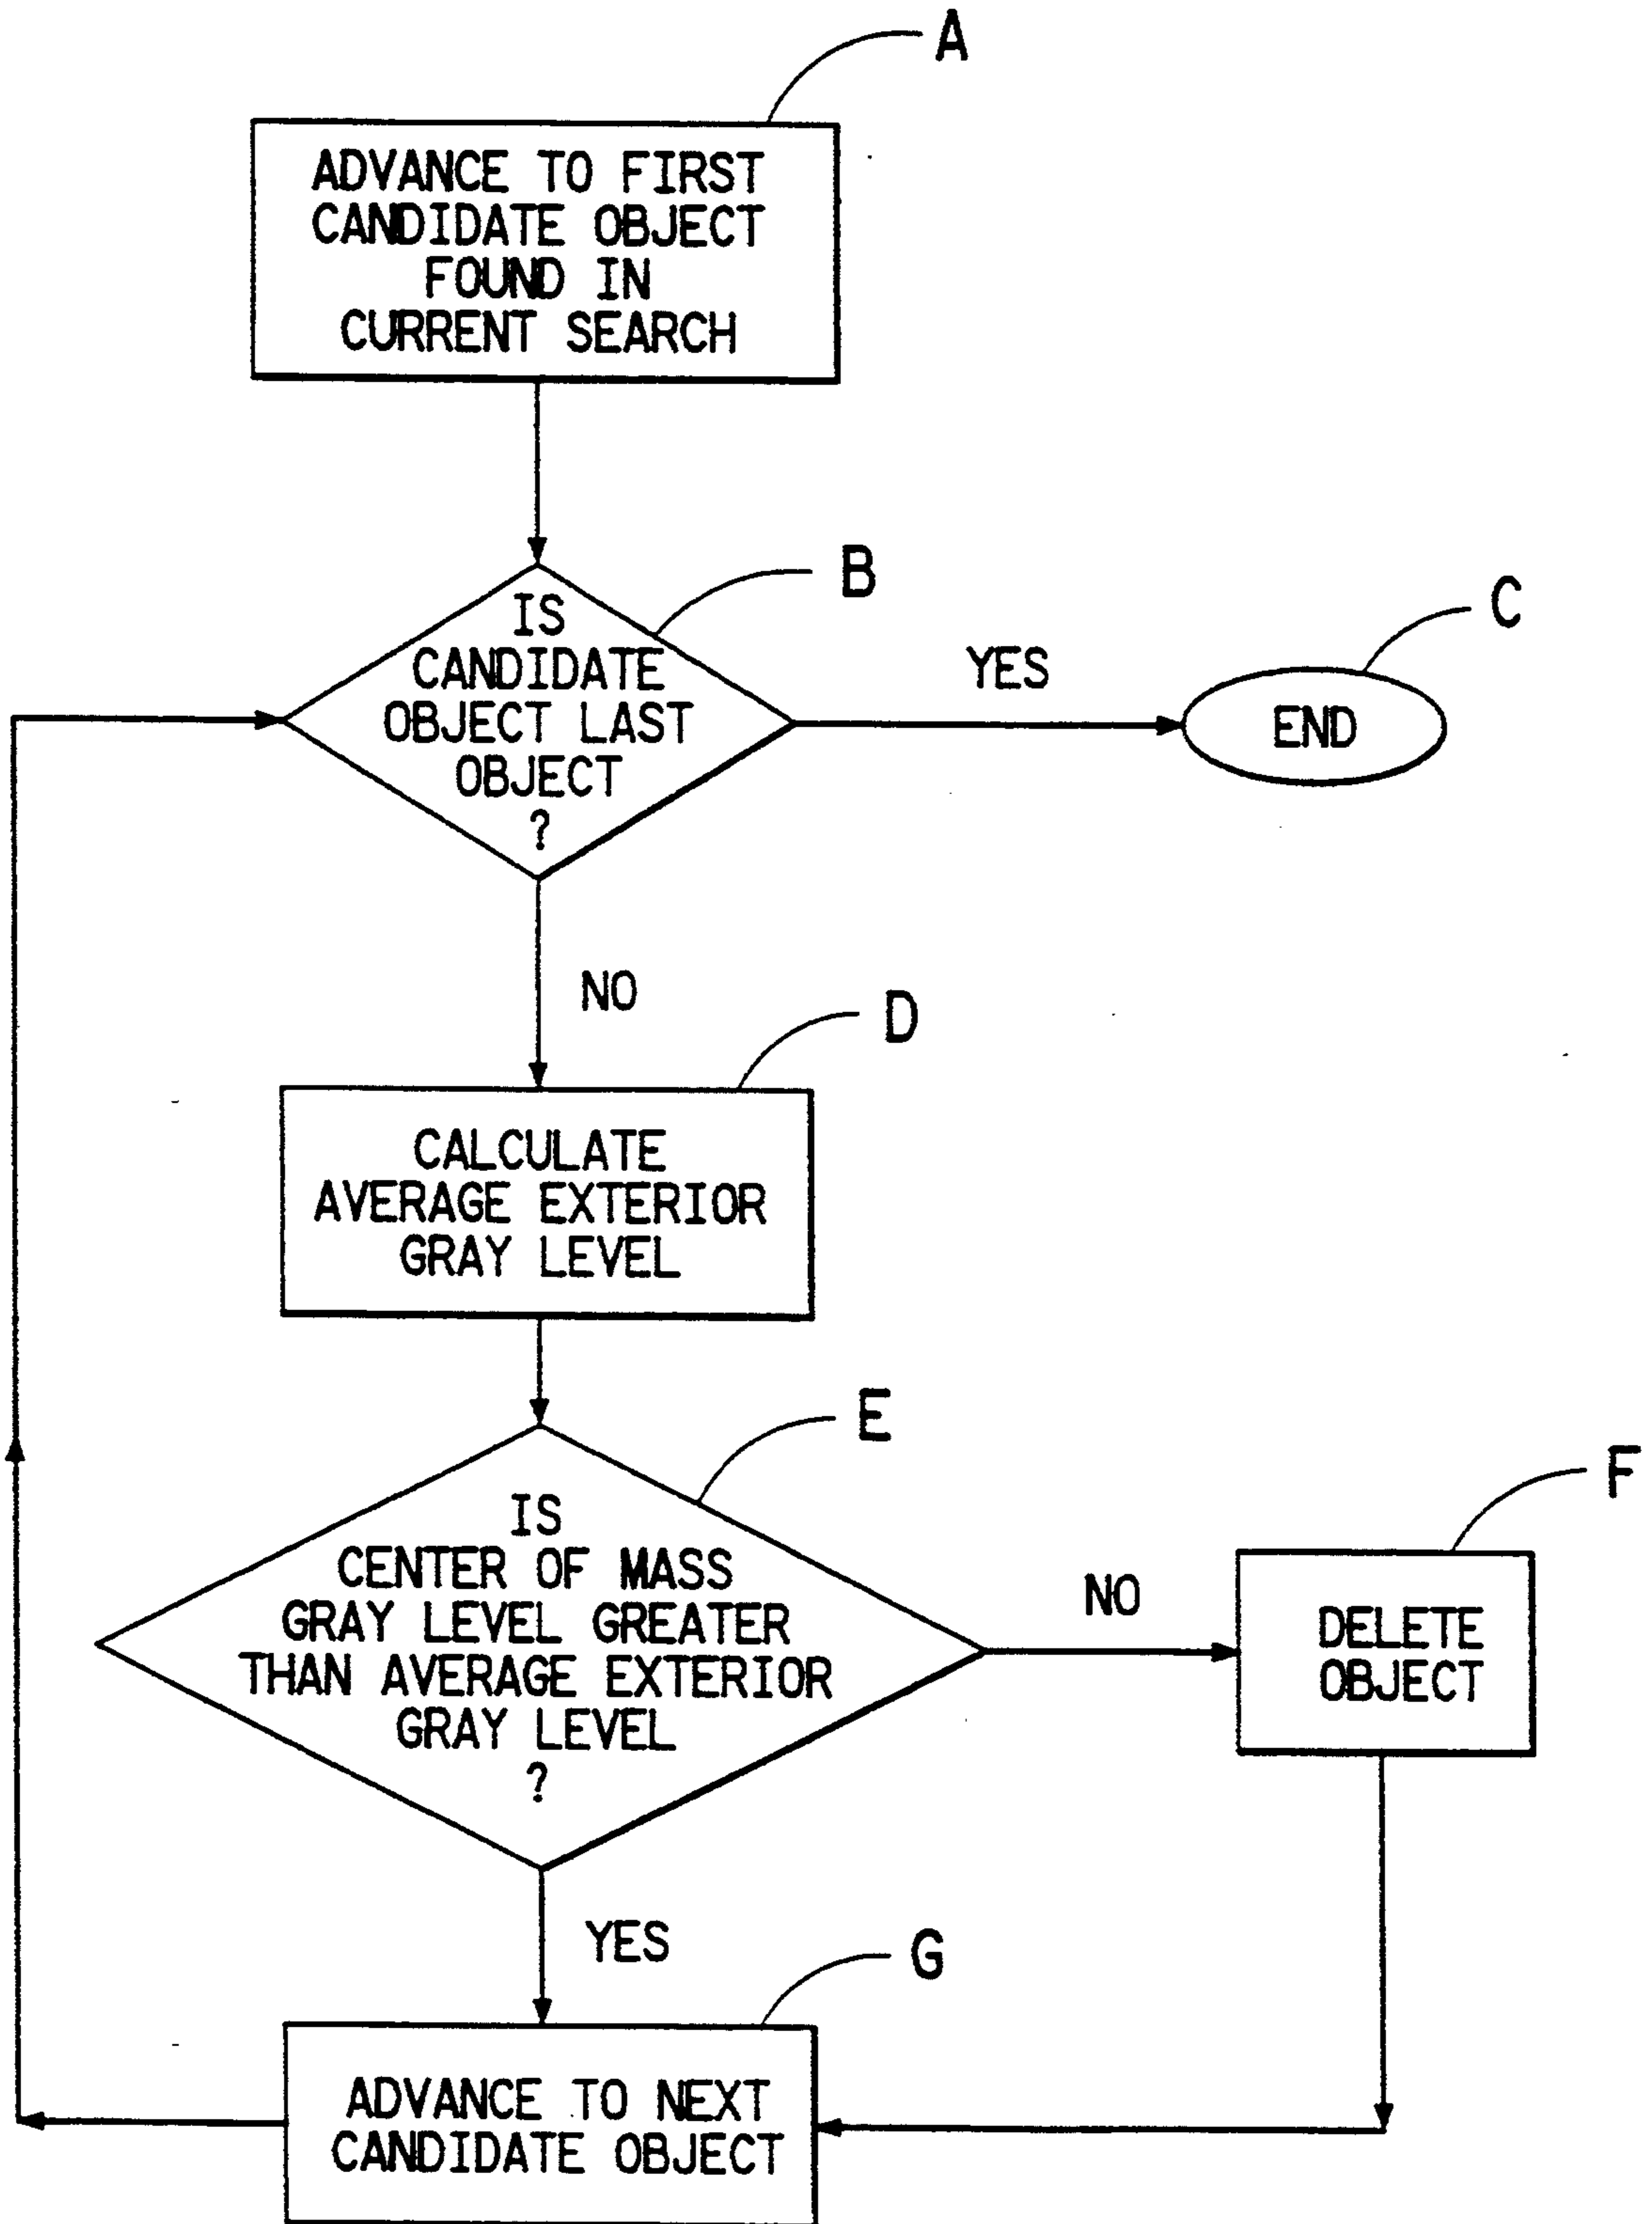 A
ADVANCE TO FIRST
CANDIDATE OBJECT
FOUND IN
CURRENT SEARCH
B
IS
CANDIDATE
OBJECT LAST
OBJECT
?
YES
C
END
NO
D
CALCULATE
AVERAGE EXTERIOR
GRAY LEVEL
E
IS
CENTER OF MASS
GRAY LEVEL GREATER
THAN AVERAGE EXTERIOR
GRAY LEVEL
?
NO
F
DELETE
OBJECT
YES
G
ADVANCE TO NEXT
CANDIDATE OBJECT